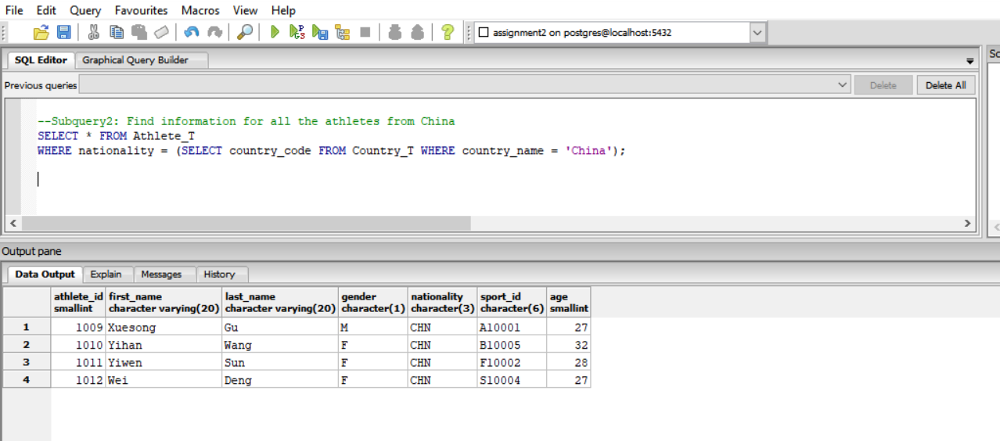 File Edit Query Favourites Macros View Help
assignment2 on postgres@localhost:5432
SQL Editor Graphical Query Builder
Previous queries Delete Delete All
--Subquery2: Find information for all the athletes from China
SELECT * FROM Athlete_T
WHERE nationality = (SELECT country_code FROM Country_T WHERE country_name = 'China');
Output pane
Data Output Explain Messages History
athlete_id first_name last_name gender nationality sport_id age
smallint character varying(20) character varying(20) character(1) character(3) character(6) smallint
1 1009 Xuesong Gu M CHN A10001 27
2 1010 Yihan Wang F CHN B10005 32
3 1011 Yiwen Sun F CHN F10002 28
4 1012 Wei Deng F CHN S10004 27